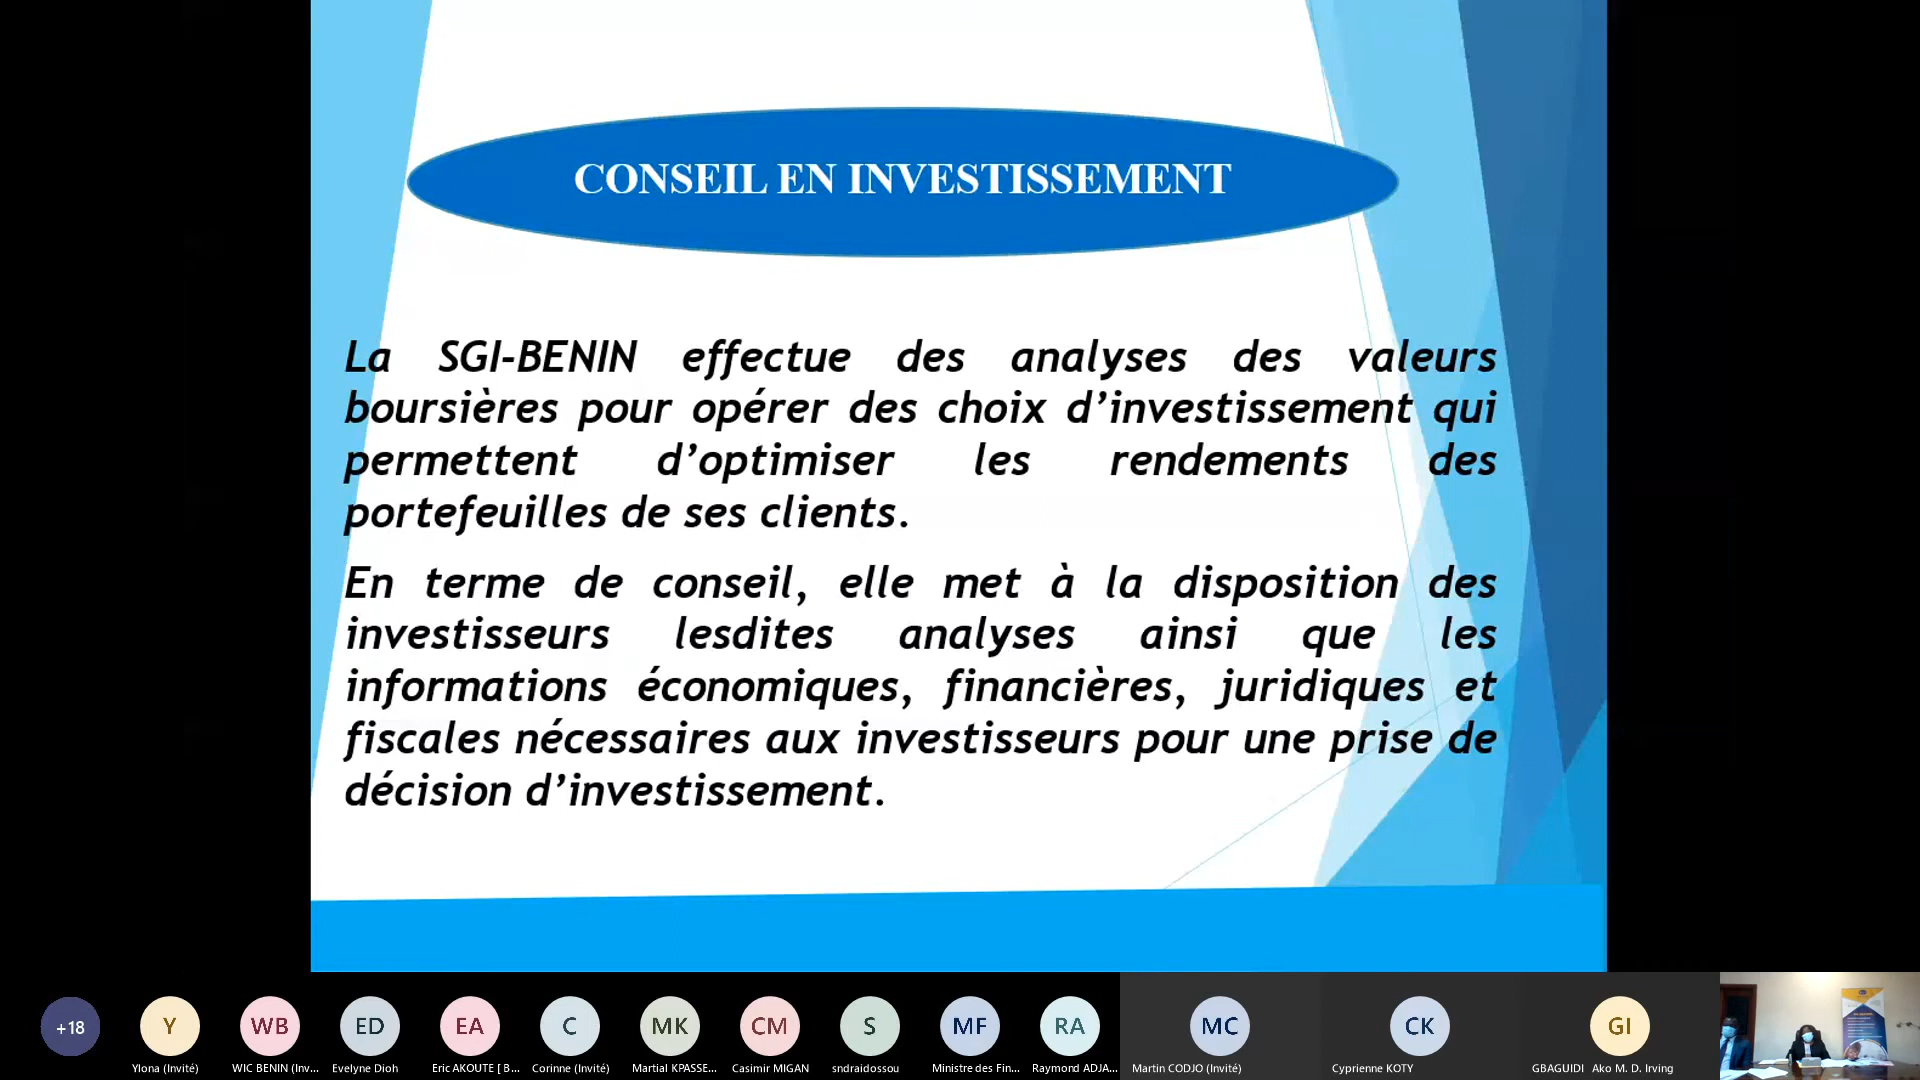 CONSEIL EN INVESTISSEMENT
La SGI-BENIN effectue des analyses des valeurs
boursières pour opérer des choix d’investissement qui
permettent d’optimiser les rendements des
portefeuilles de ses clients.
En terme de conseil, elle met à la disposition des
investisseurs lesdites analyses ainsi que les
informations économiques, financières, juridiques et
fiscales nécessaires aux investisseurs pour une prise de
décision d’investissement.
+18
Y
WB
ED
EA
C
MK
CM
S
MF
RA
MC
CK
GI
Ylona (Invité)
WIC BENIN (Inv...
Evelyne Dioh
Eric AKOUTE [ B...
Corinne (Invité)
Martial KPASSE...
Casimir MIGAN
sndraidossou
Ministre des Fin...
Raymond ADJA...
Martin CODJO (Invité)
Cyprienne KOTY
GBAGUIDI Ako M. D. Irving